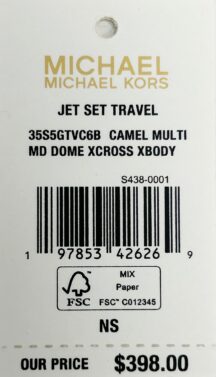 MICHAEL
MICHAEL KORS
JET SET TRAVEL
35S5GTVC6B CAMEL MULTI
MD DOME XCROSS XBODY
S438-0001
1 97853 42626 9
FSC
MIX
Paper
FSC™ C012345
NS
OUR PRICE $398.00